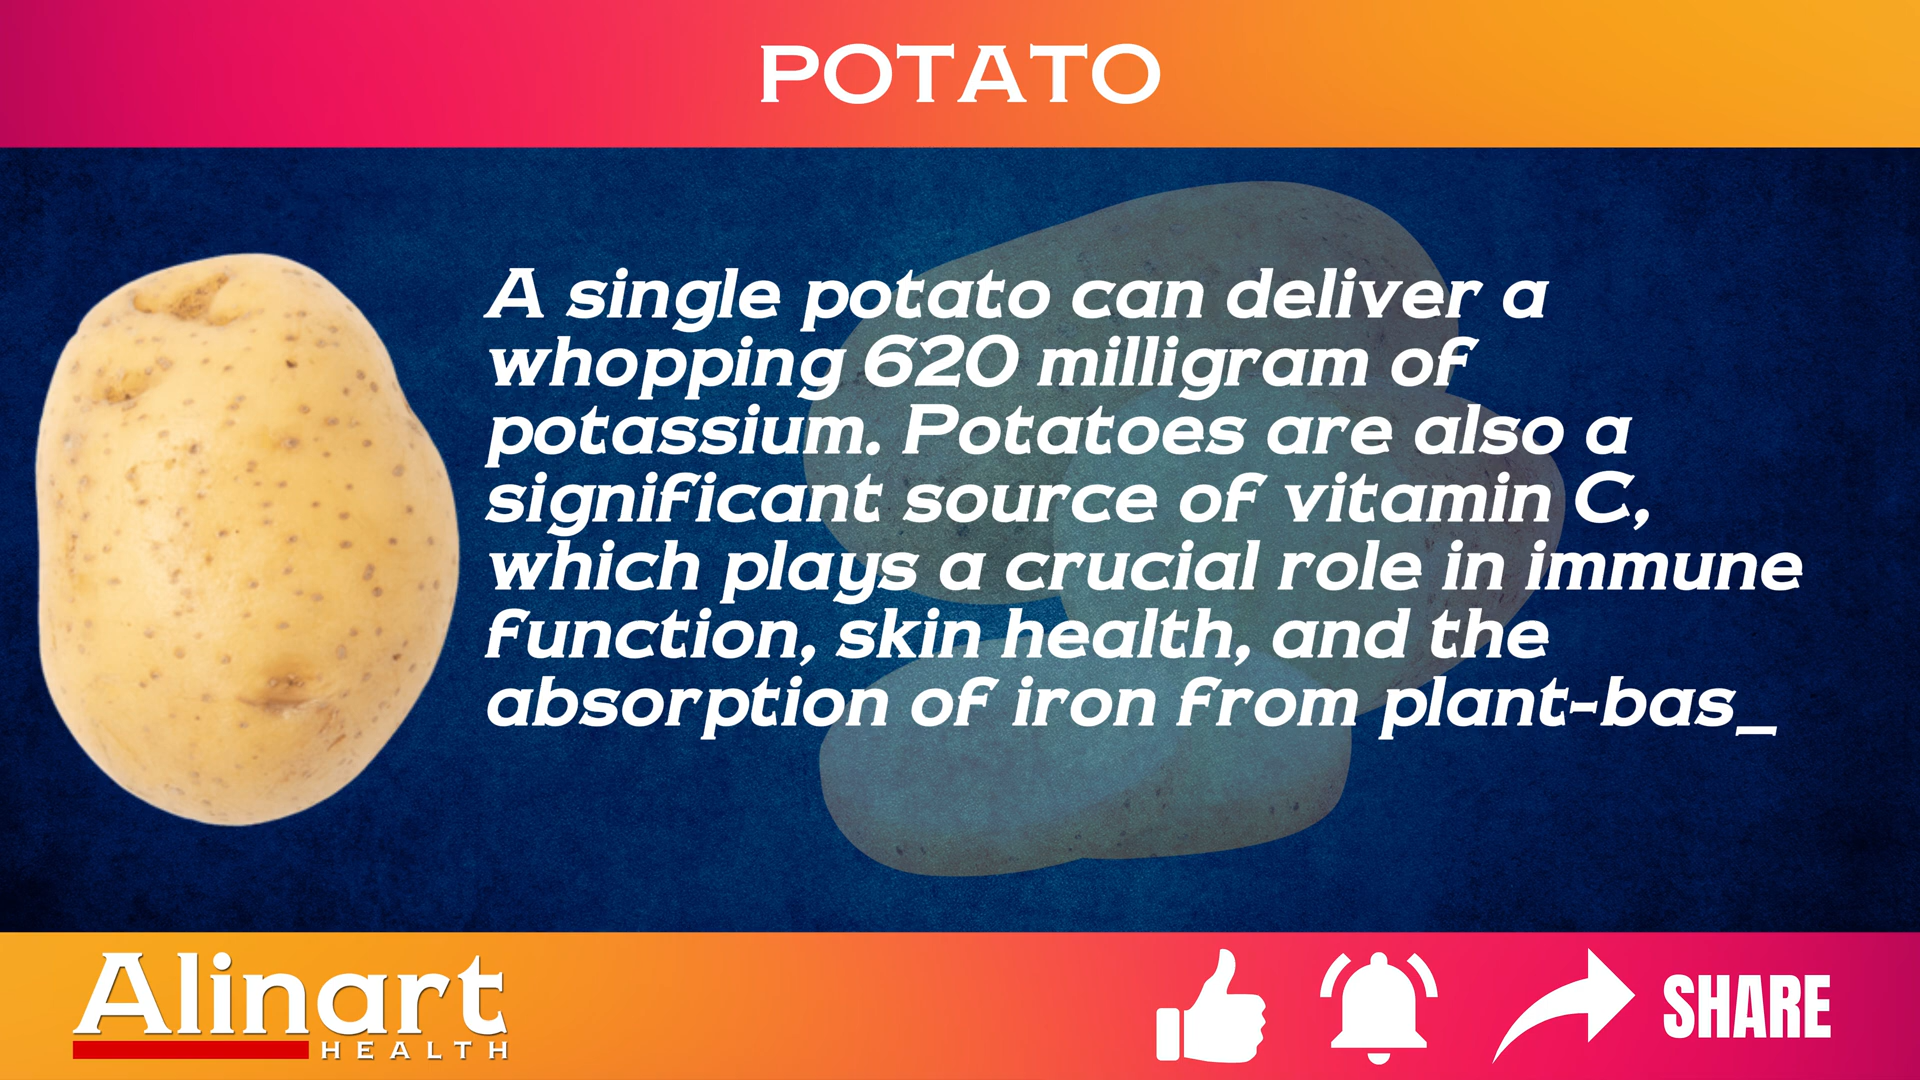 POTATO
A single potato can deliver a
whopping 620 milligram of
potassium. Potatoes are also a
significant source of vitamin C,
which plays a crucial role in immune
function, skin health, and the
absorption of iron from plant-bas_
Alinart
HEALTH
SHARE